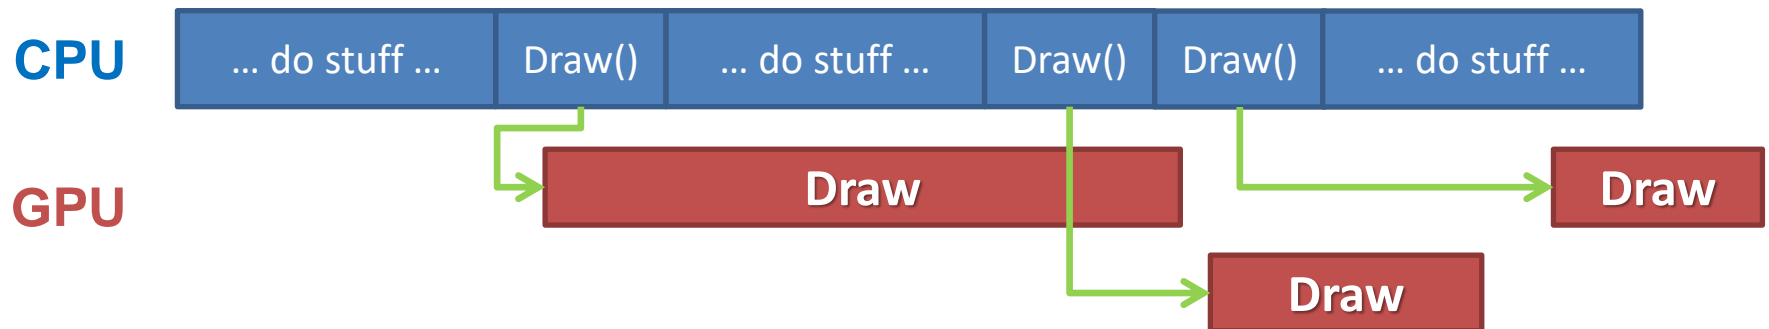 CPU ... do stuff ... Draw() ... do stuff ... Draw() Draw() ... do stuff ...
GPU Draw Draw
Draw